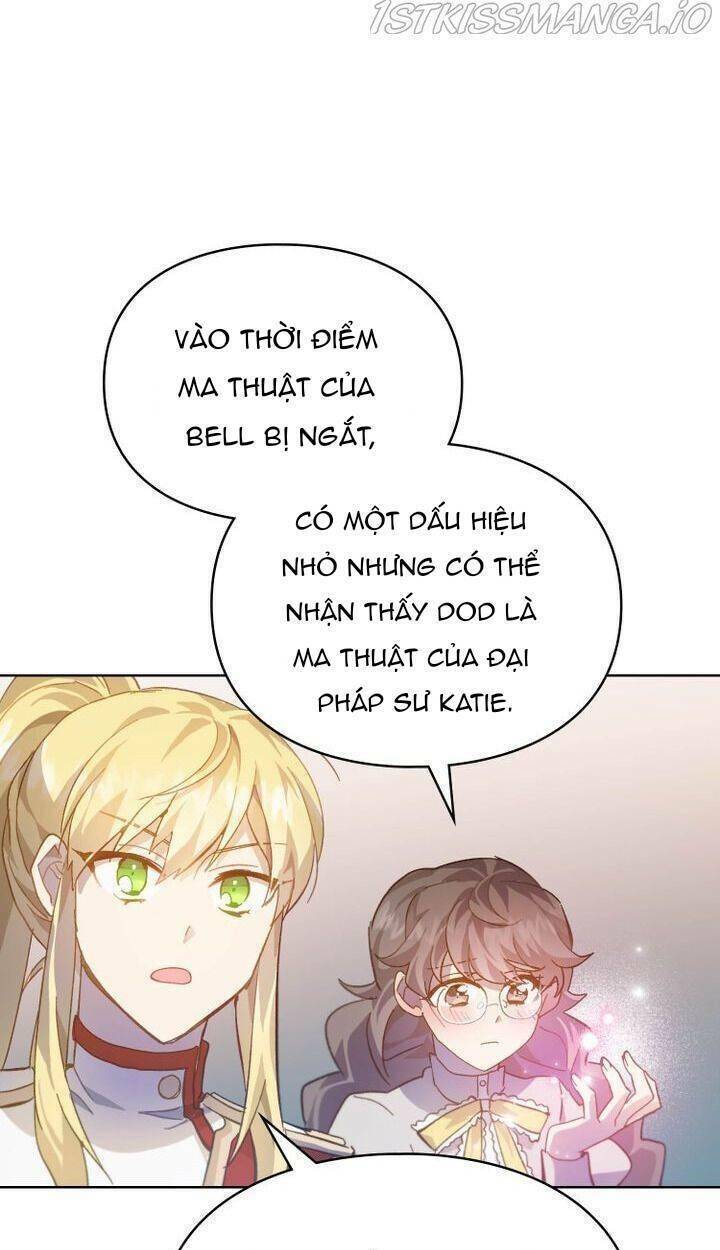 1STKISSMANGA.IO
VÀO THỜI ĐIỂM
MA THUẬT CỦA
BELL BỊ NGẮT,
CÓ MỘT DẤU HIỆU
NHỎ NHƯNG CÓ THỂ
NHẬN THẤY DOD LÀ
MA THUẬT CỦA ĐẠI
PHÁP SƯ KATIE.